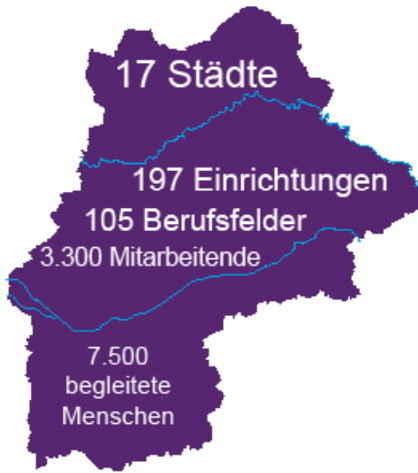 17 Städte
197 Einrichtungen
105 Berufsfelder
3.300 Mitarbeitende
7.500
begleitete
Menschen